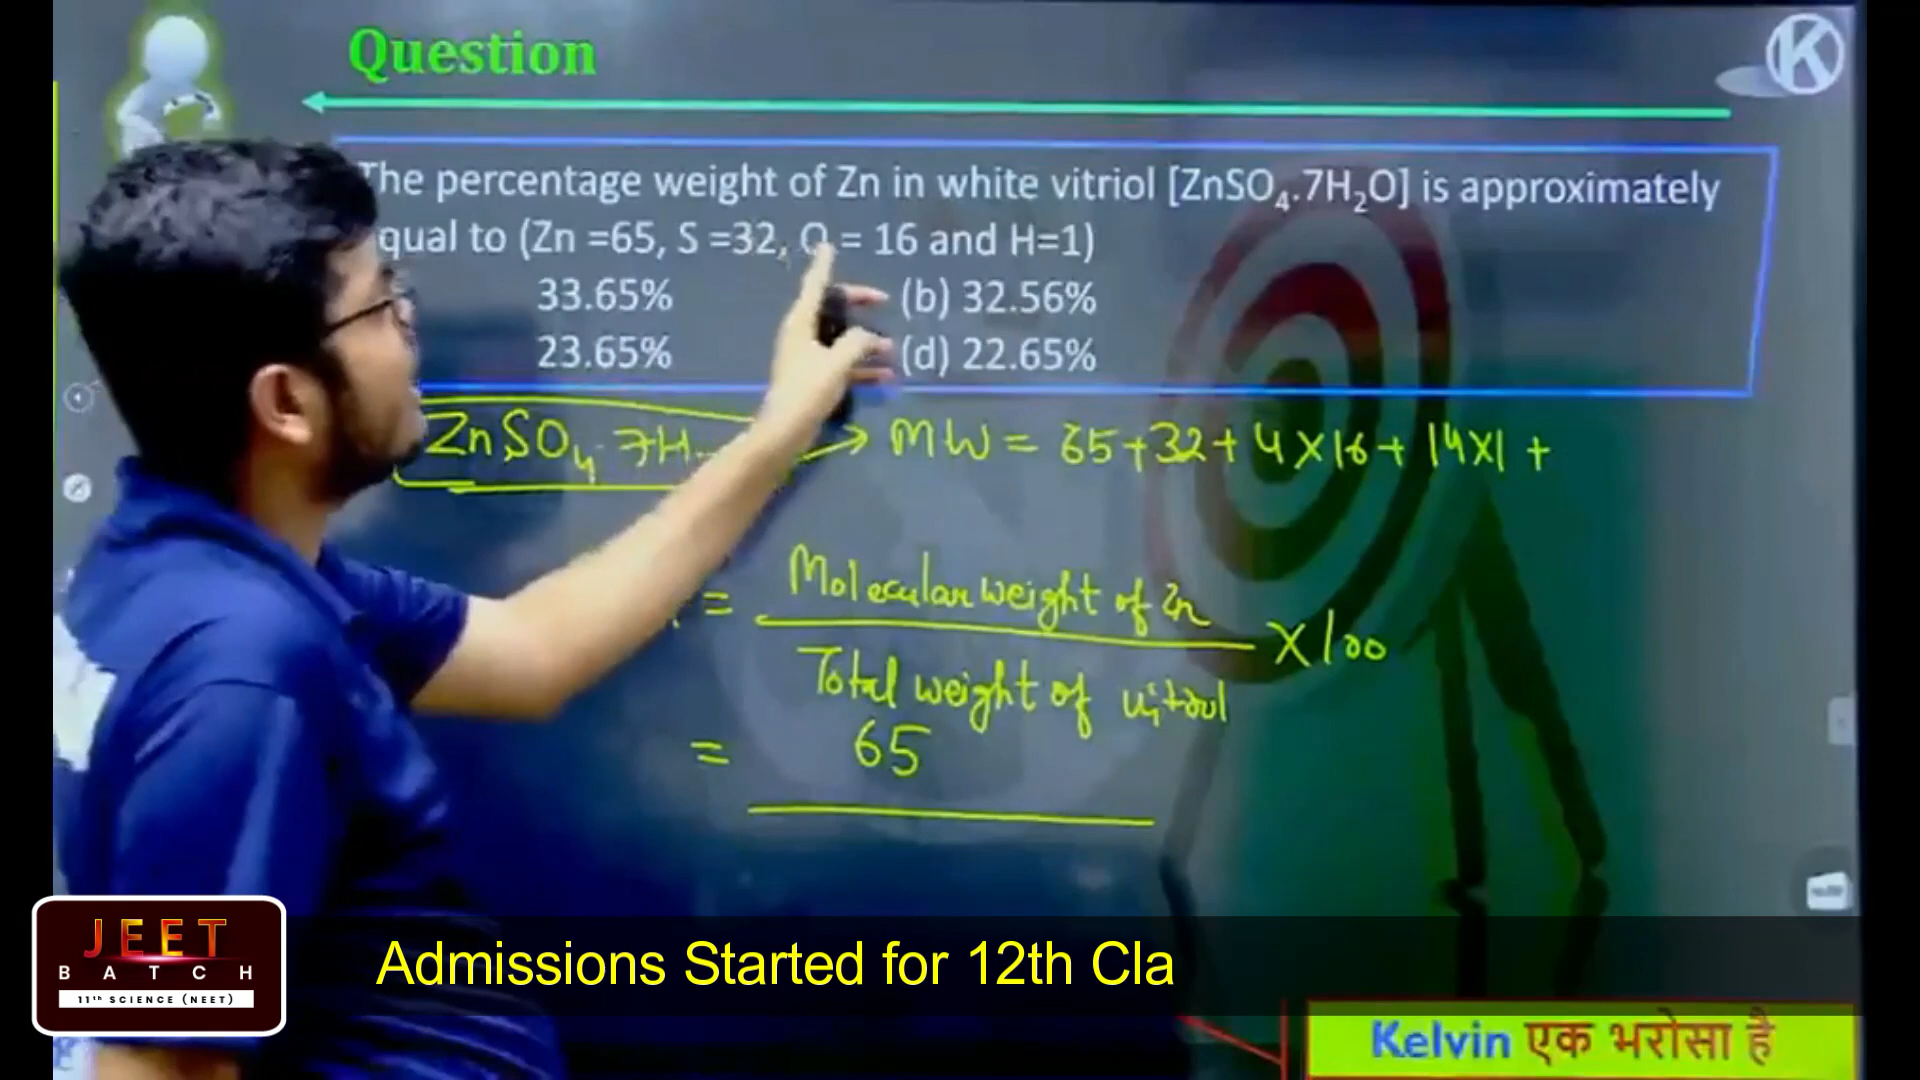 Question
The percentage weight of Zn in white vitriol [ZnSO₄.7H₂O] is approximately
qual to (Zn =65, S =32, O = 16 and H=1)
33.65% (b) 32.56%
23.65% (d) 22.65%
ZnSO₄.7H → MW = 65+32+4×16+14×1+
= Molecular weight of Zn
× 100
Total weight of vitriol
= 65
JEET
BATCH
11th SCIENCE (NEET)
Admissions Started for 12th Cla
Kelvin एक भरोसा है
K